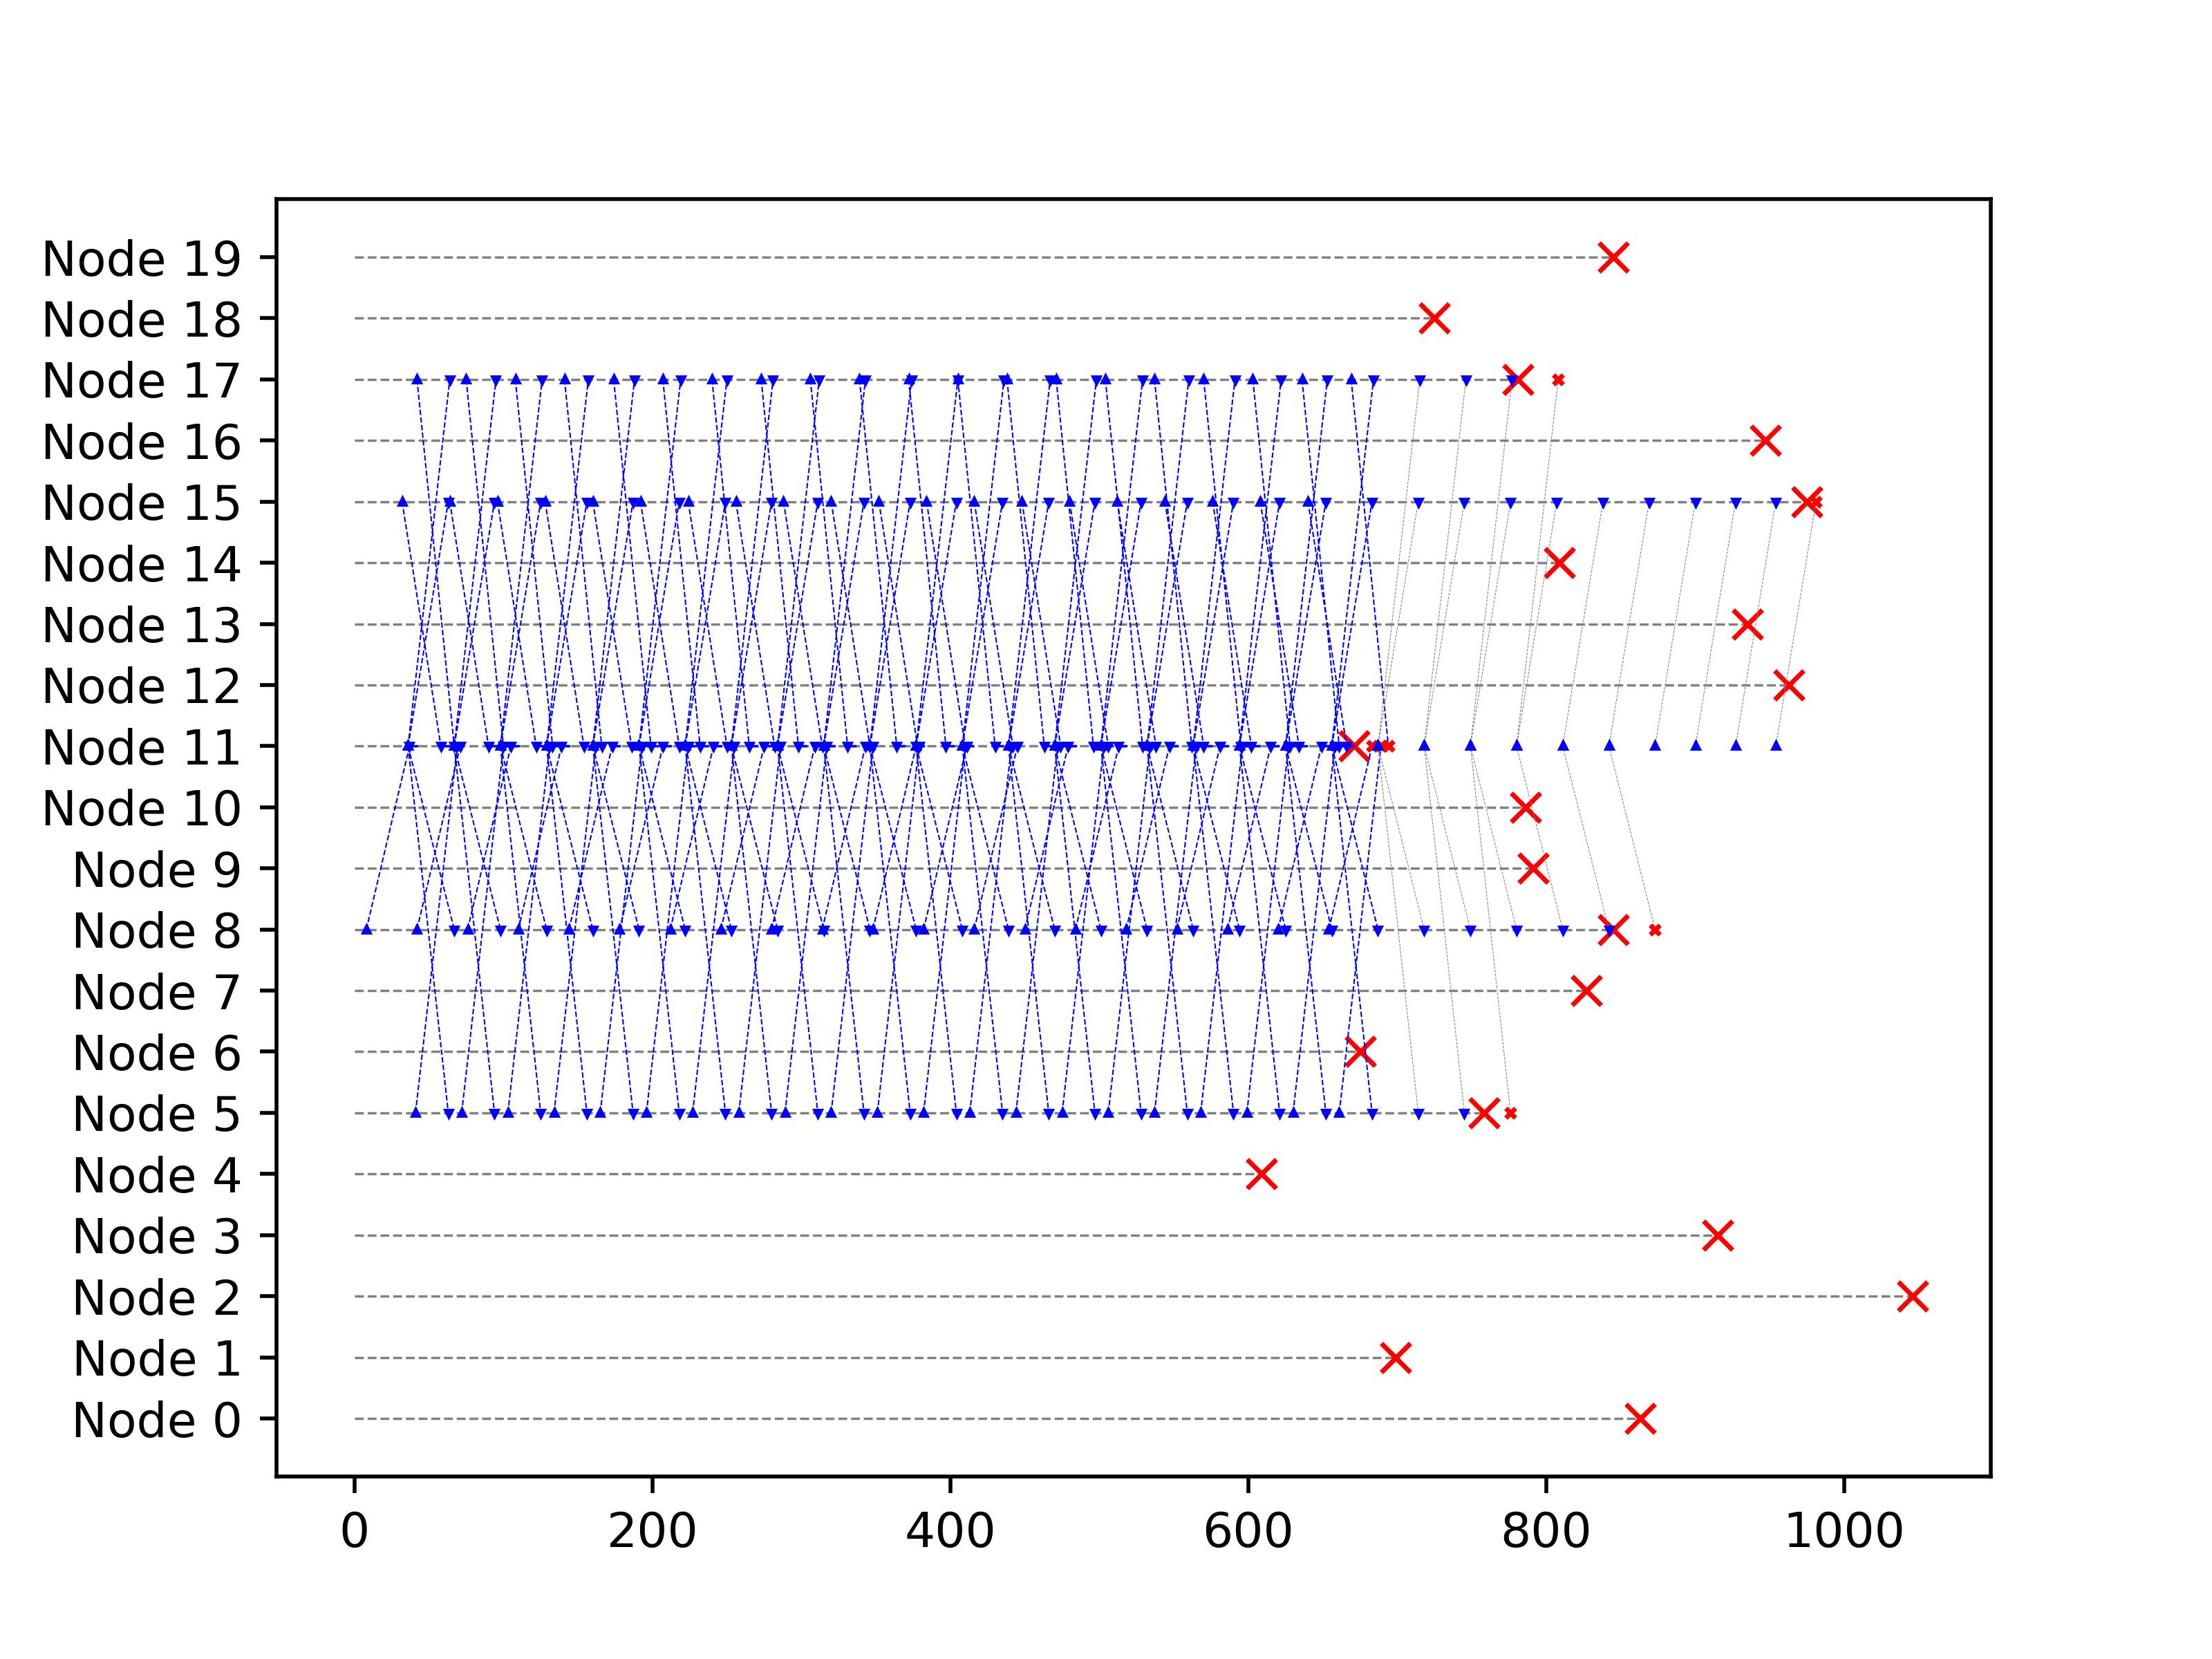 Node 19
Node 18
Node 17
Node 16
Node 15
Node 14
Node 13
Node 12
Node 11
Node 10
Node 9
Node 8
Node 7
Node 6
Node 5
Node 4
Node 3
Node 2
Node 1
Node 0
0 200 400 600 800 1000